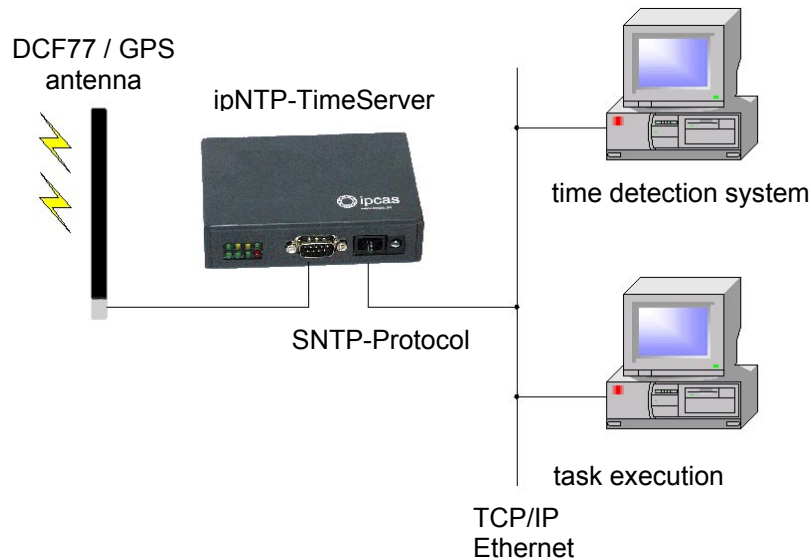 DCF77 / GPS
antenna
ipNTP-TimeServer
ipcas
time detection system
SNTP-Protocol
task execution
TCP/IP
Ethernet